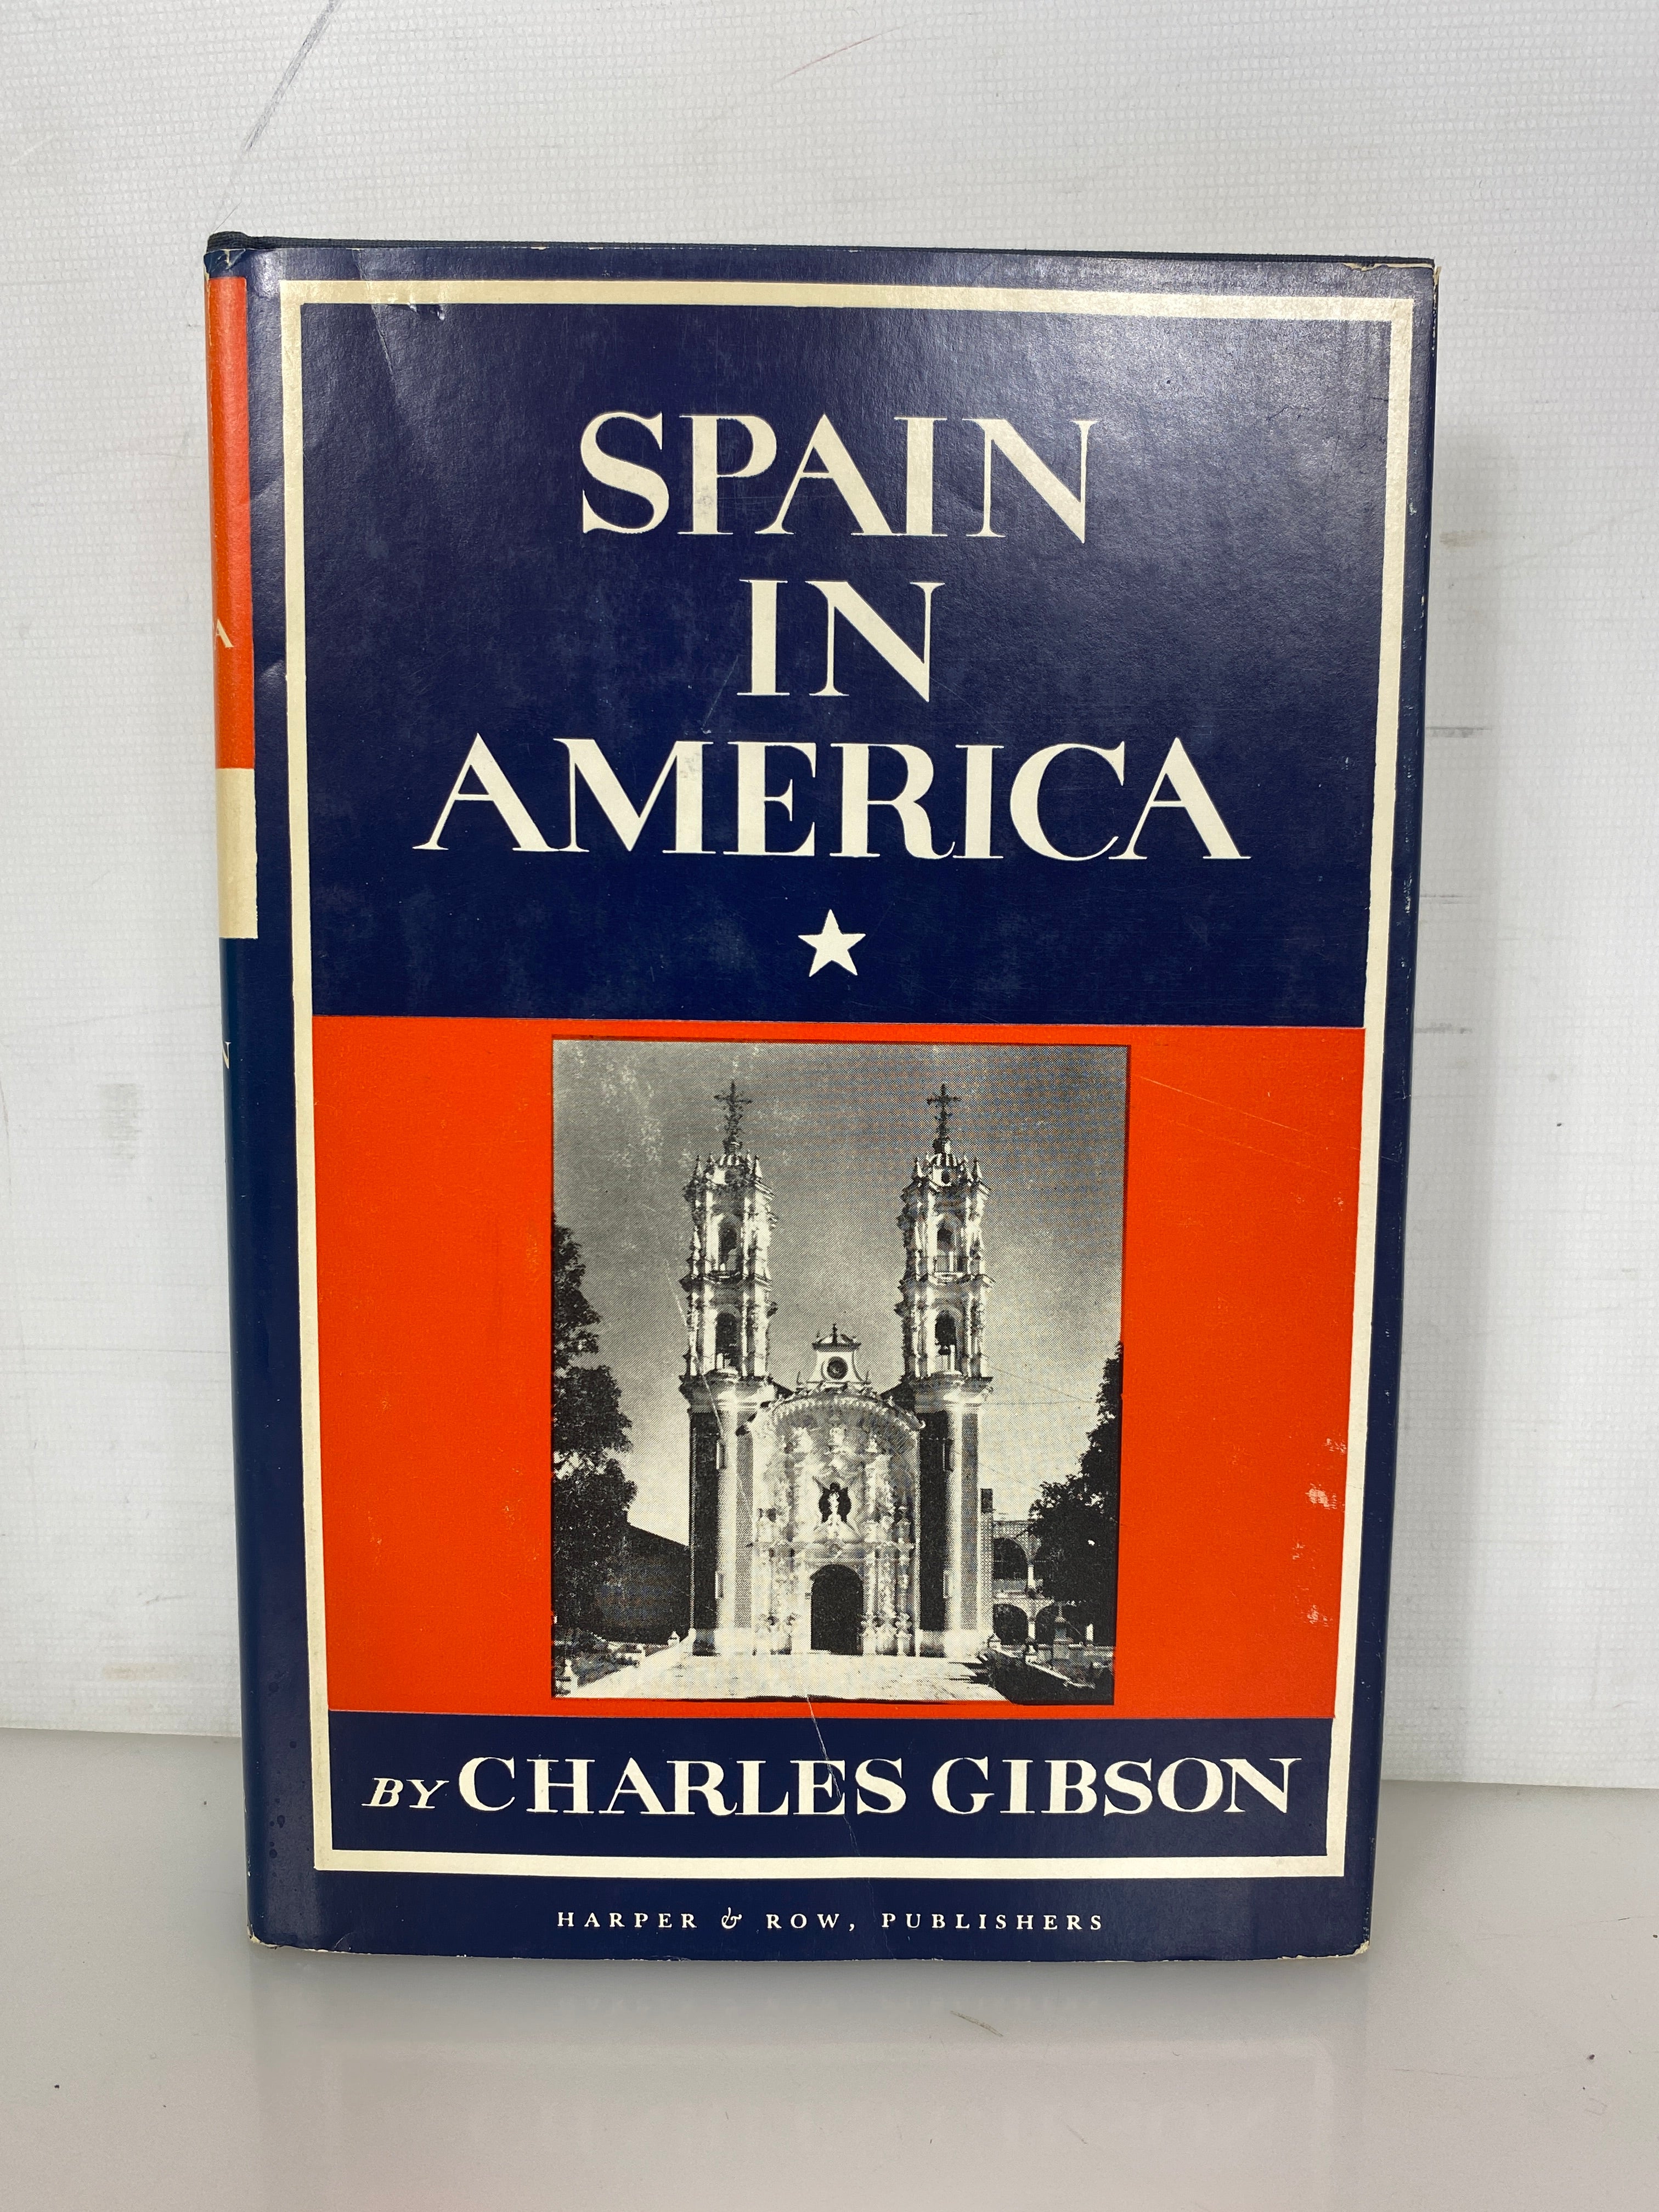 SPAIN
IN
AMERICA
BY CHARLES GIBSON
HARPER & ROW, PUBLISHERS
A
N